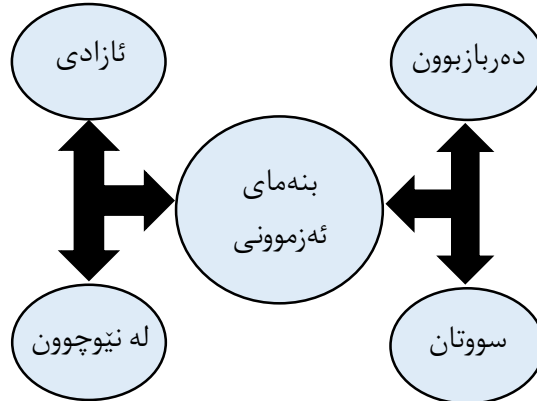 دەربازبوون
ئازادی
بنەمای
ئەزموونی
سووتان
لە نێوچوون